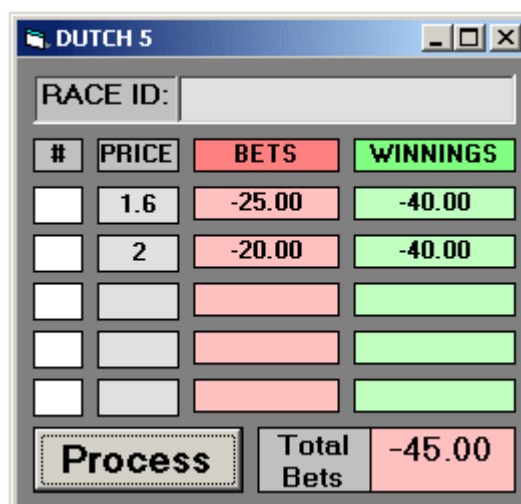 DUTCH 5
RACE ID:
# PRICE BETS WINNINGS
1.6 -25.00 -40.00
2 -20.00 -40.00
Process Total Bets -45.00